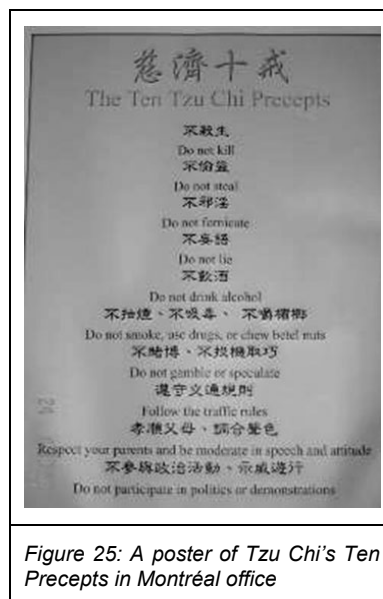 慈濟十戒
The Ten Tzu Chi Precepts
不殺生
Do not kill
不偷盜
Do not steal
不邪淫
Do not fornicate
不妄語
Do not lie
不飲酒
Do not drink alcohol
不抽煙、不吸毒、不嚼檳榔
Do not smoke, use drugs, or chew betel nuts
不賭博、不投機取巧
Do not gamble or speculate
遵守交通規則
Follow the traffic rules
孝順父母、調合聲色
Respect your parents and be moderate in speech and attitude
不參與政治活動、示威遊行
Do not participate in politics or demonstrations
Figure 25: A poster of Tzu Chi's Ten
Precepts in Montréal office